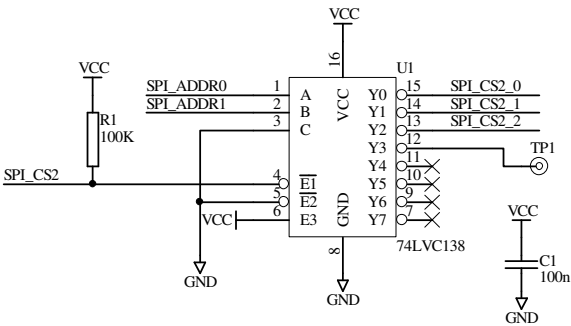 VCC
16
VCC
U1
SPI_ADDR0
1
A
Y0
15
SPI_CS2_0
SPI_ADDR1
2
B
VCC
Y1
14
SPI_CS2_1
R1
100K
3
C
Y2
13
SPI_CS2_2
Y3
12
TP1
Y4
11
SPI_CS2
4
E1
Y5
10
5
E2
Y6
9
VCC
6
E3
GND
Y7
7
VCC
8
74LVC138
C1
100n
GND
GND
GND